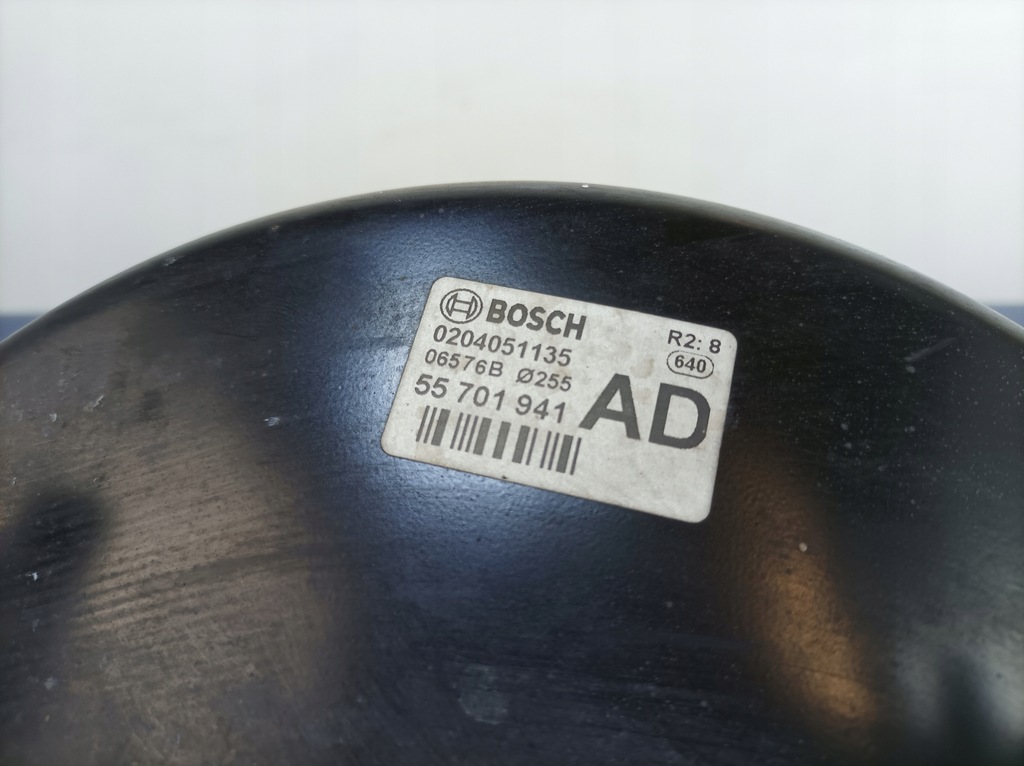 BOSCH
R2: 8
0204051135
640
06576B Ø255
55 701 941
AD